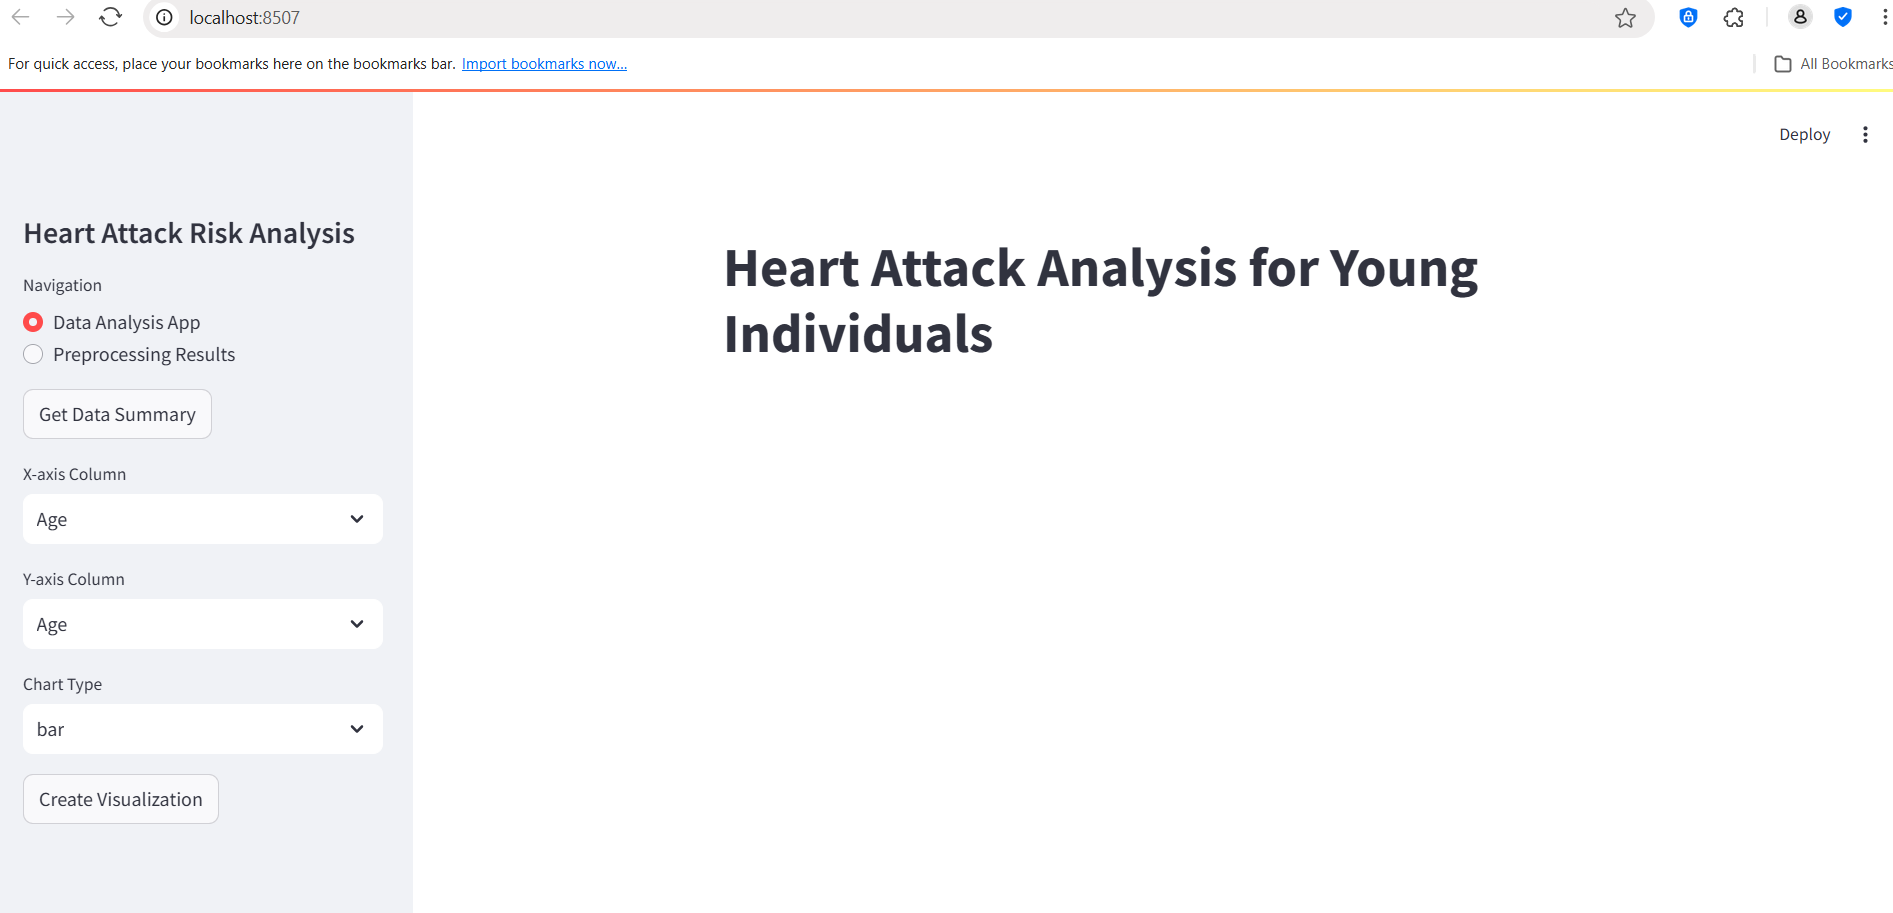 localhost:8507
For quick access, place your bookmarks here on the bookmarks bar. Import bookmarks now...
All Bookmarks
Deploy
Heart Attack Risk Analysis
Navigation
Data Analysis App
Preprocessing Results
Get Data Summary
X-axis Column
Age
Y-axis Column
Age
Chart Type
bar
Create Visualization
Heart Attack Analysis for Young
Individuals